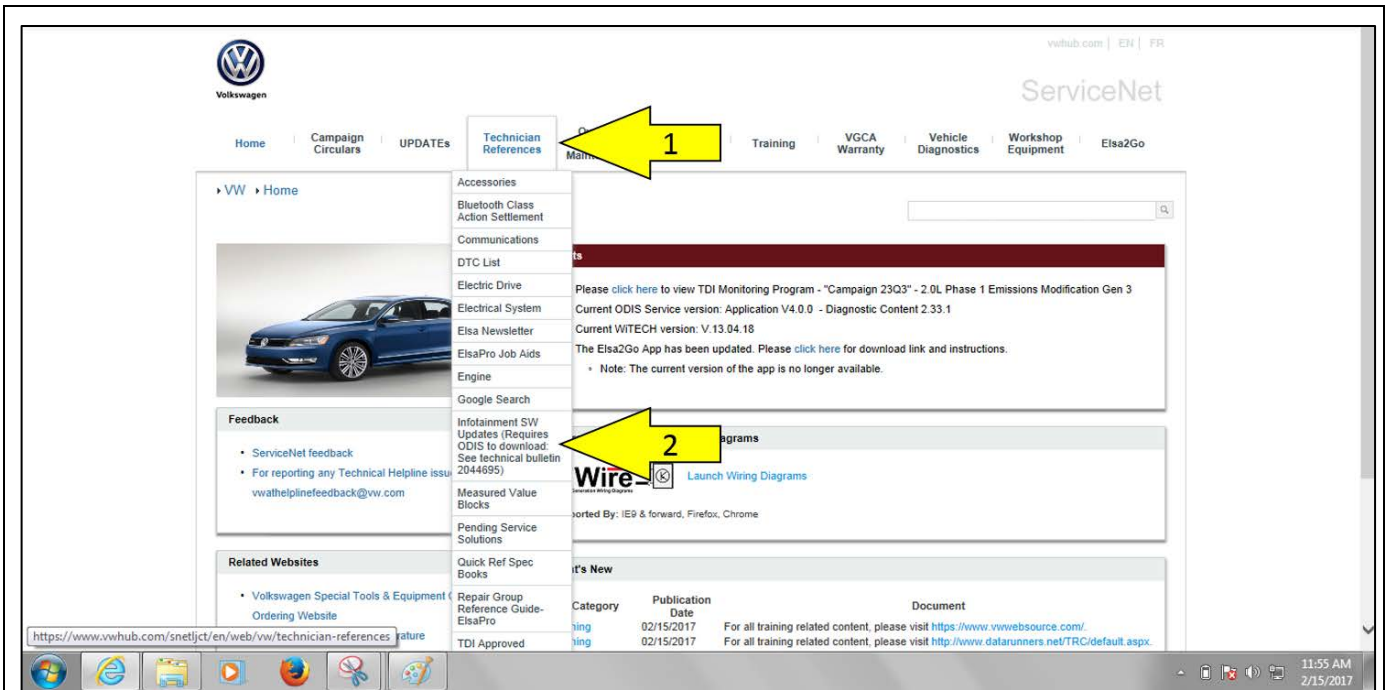 vwhub.com | EN | FR
Volkswagen
ServiceNet
Home
Campaign
Circulars
UPDATEs
Technician
References
1
Training
VGCA
Warranty
Vehicle
Diagnostics
Workshop
Equipment
Elsa2Go
VW Home
Accessories
Bluetooth Class
Action Settlement
Communications
DTC List
Electric Drive
Electrical System
Elsa Newsletter
ElsaPro Job Aids
Engine
Google Search
Infotainment SW
Updates (Requires
ODIS to download:
See technical bulletin
2044695)
Measured Value
Blocks
Pending Service
Solutions
Quick Ref Spec
Books
Repair Group
Reference Guide-
ElsaPro
TDI Approved
2
Please click here to view TDI Monitoring Program - "Campaign 23Q3" - 2.0L Phase 1 Emissions Modification Gen 3
Current ODIS Service version: Application V4.0.0 - Diagnostic Content 2.33.1
Current WiTECH version: V.13.04.18
The Elsa2Go App has been updated. Please click here for download link and instructions.
Note: The current version of the app is no longer available.
Feedback
ServiceNet feedback
For reporting any Technical Helpline
vwathelplinefeedback@vw.com
Wire
K
Launch Wiring Diagrams
By: IE9 & forward, Firefox, Chrome
Related Websites
Volkswagen Special Tools & Equipment
Ordering Website
New
Category
Publication
Date
Document
02/15/2017 For all training related content, please visit https://www.vwwebsource.com/.
02/15/2017 For all training related content, please visit http://www.datarunners.net/TRC/default.aspx.
https://www.vwhub.com/snetljct/en/web/vw/technician-references
11:55 AM
2/15/2017